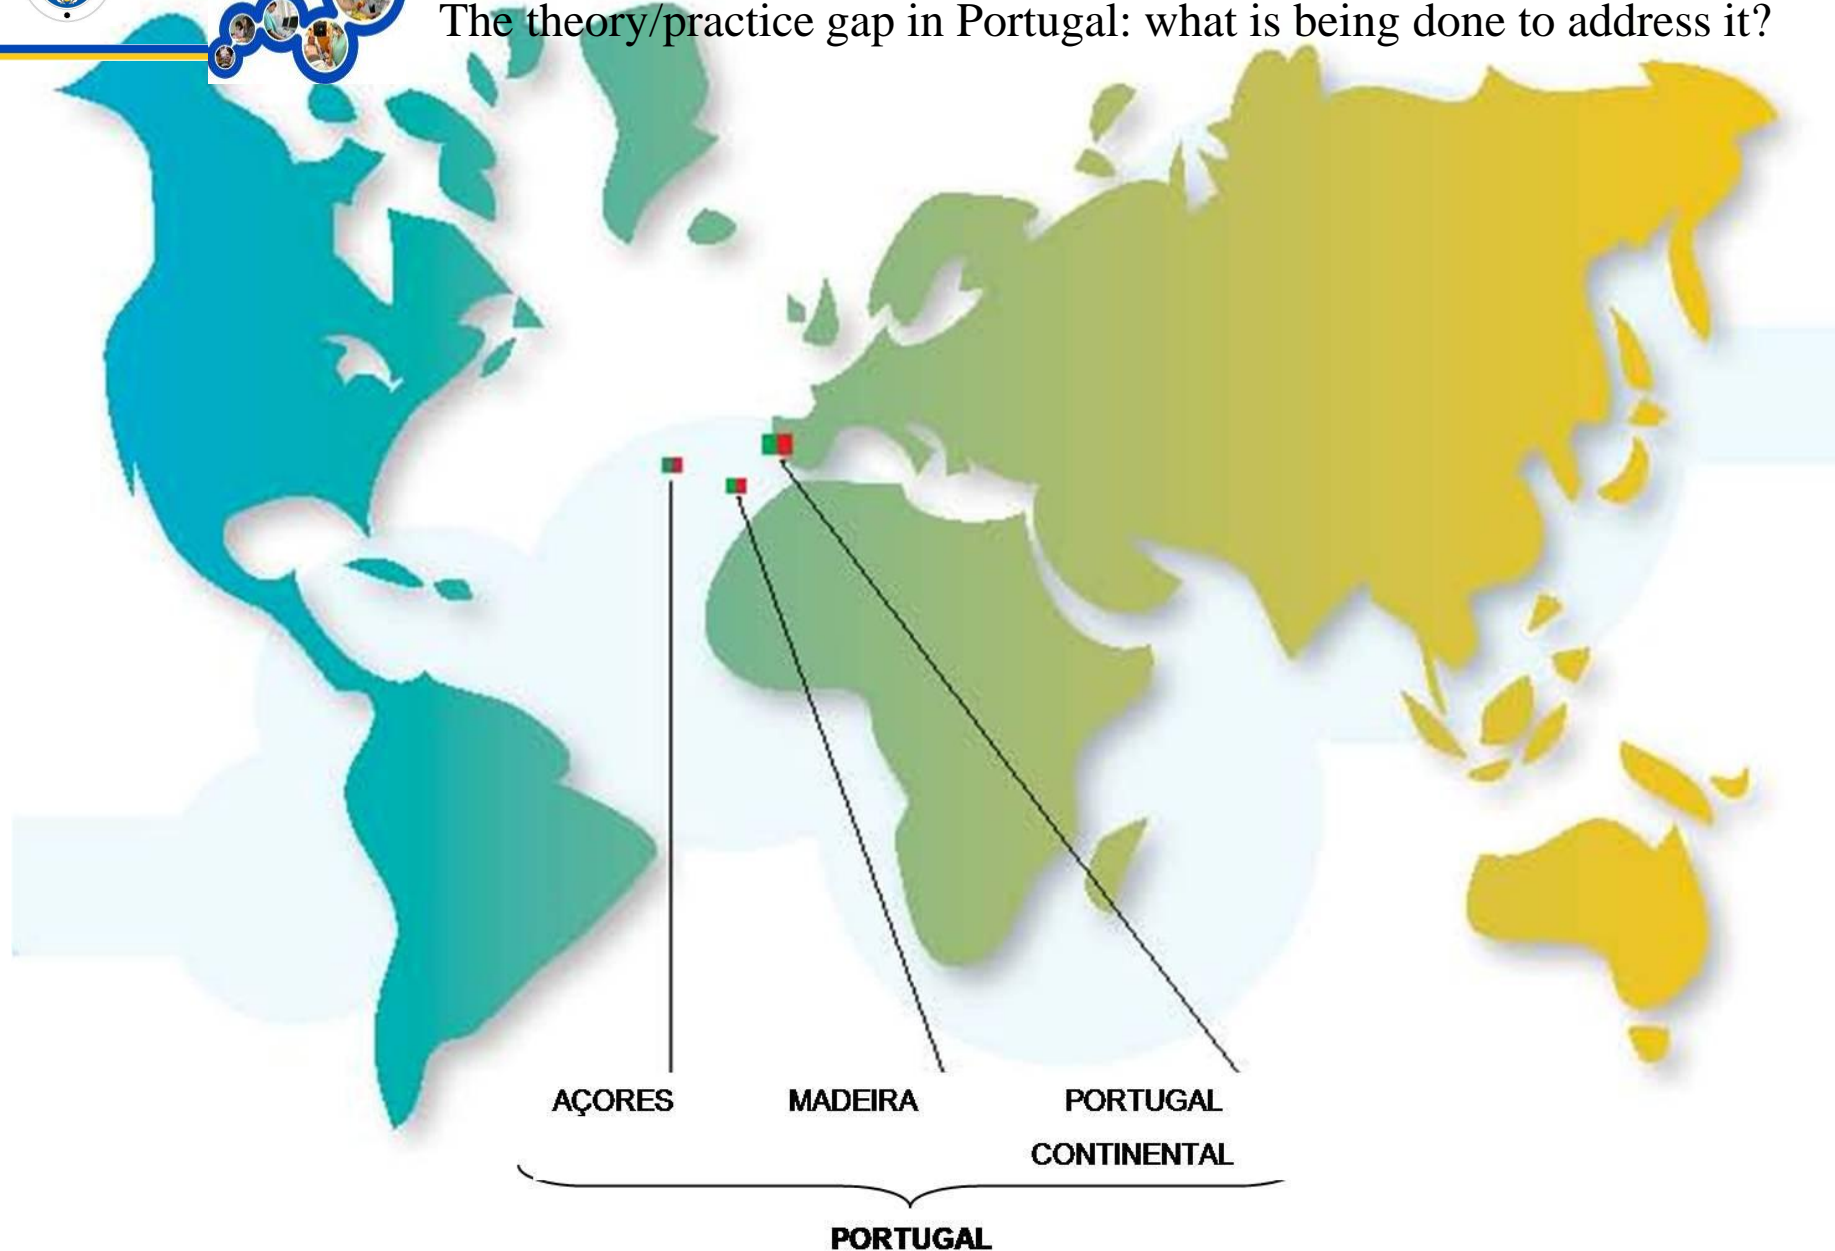 The theory/practice gap in Portugal: what is being done to address it?
AÇORES MADEIRA PORTUGAL
CONTINENTAL
PORTUGAL